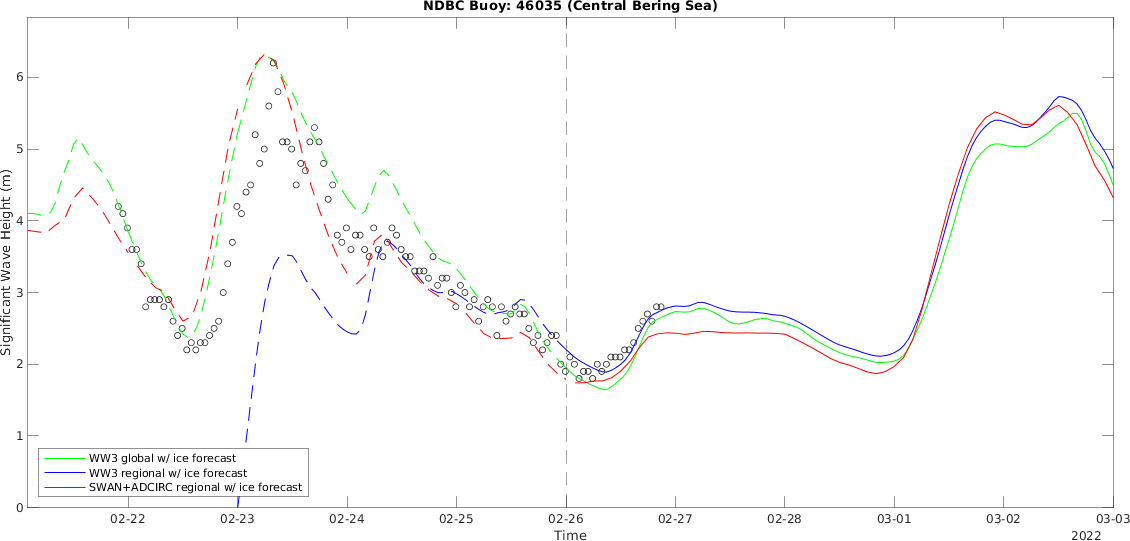 NDBC Buoy: 46035 (Central Bering Sea)
6
5
4
3
2
1
0
Significant Wave Height (m)
WW3 global w/ ice forecast
WW3 regional w/ ice forecast
SWAN+ADCIRC regional w/ ice forecast
02-22 02-23 02-24 02-25 02-26 02-27 02-28 03-01 03-02 03-03
Time
2022